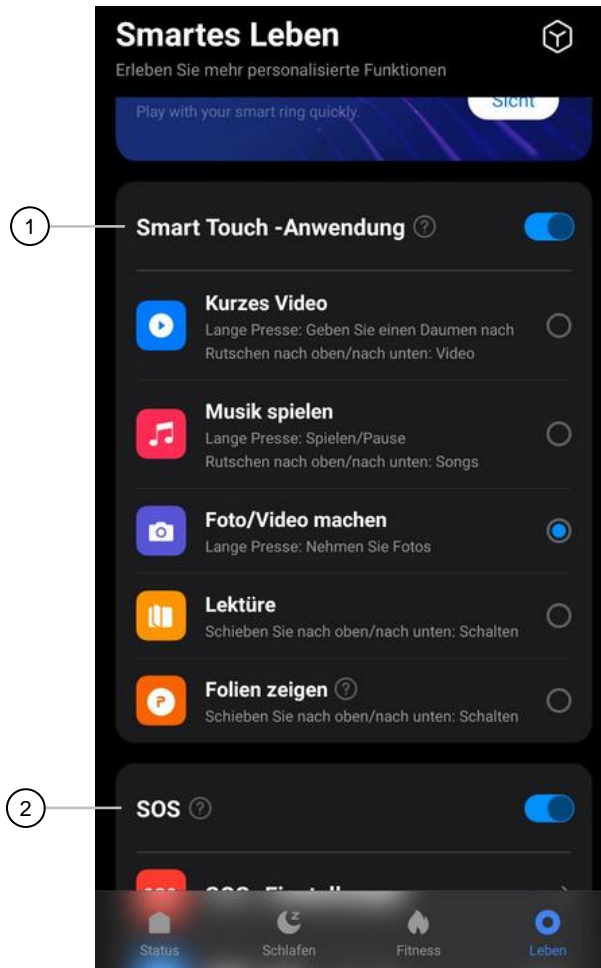 Smartes Leben
Erleben Sie mehr personalisierte Funktionen
Play with your smart ring quickly.
Sicht
1
Smart Touch -Anwendung ?
Kurzes Video
Lange Presse: Geben Sie einen Daumen nach
Rutschen nach oben/nach unten: Video
Musik spielen
Lange Presse: Spielen/Pause
Rutschen nach oben/nach unten: Songs
Foto/Video machen
Lange Presse: Nehmen Sie Fotos
Lektüre
Schieben Sie nach oben/nach unten: Schalten
P
Folien zeigen ?
Schieben Sie nach oben/nach unten: Schalten
2
SOS ?
Status
Schlafen
Fitness
Leben